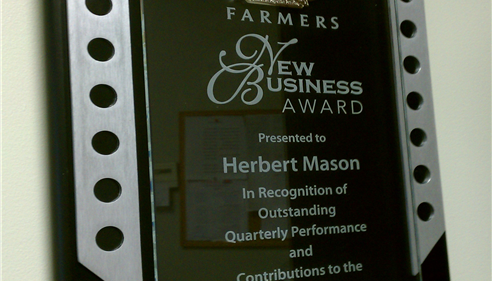 FARMERS
NEW
BUSINESS
AWARD
Presented to
Herbert Mason
In Recognition of
Outstanding
Quarterly Performance
and
Contributions to the